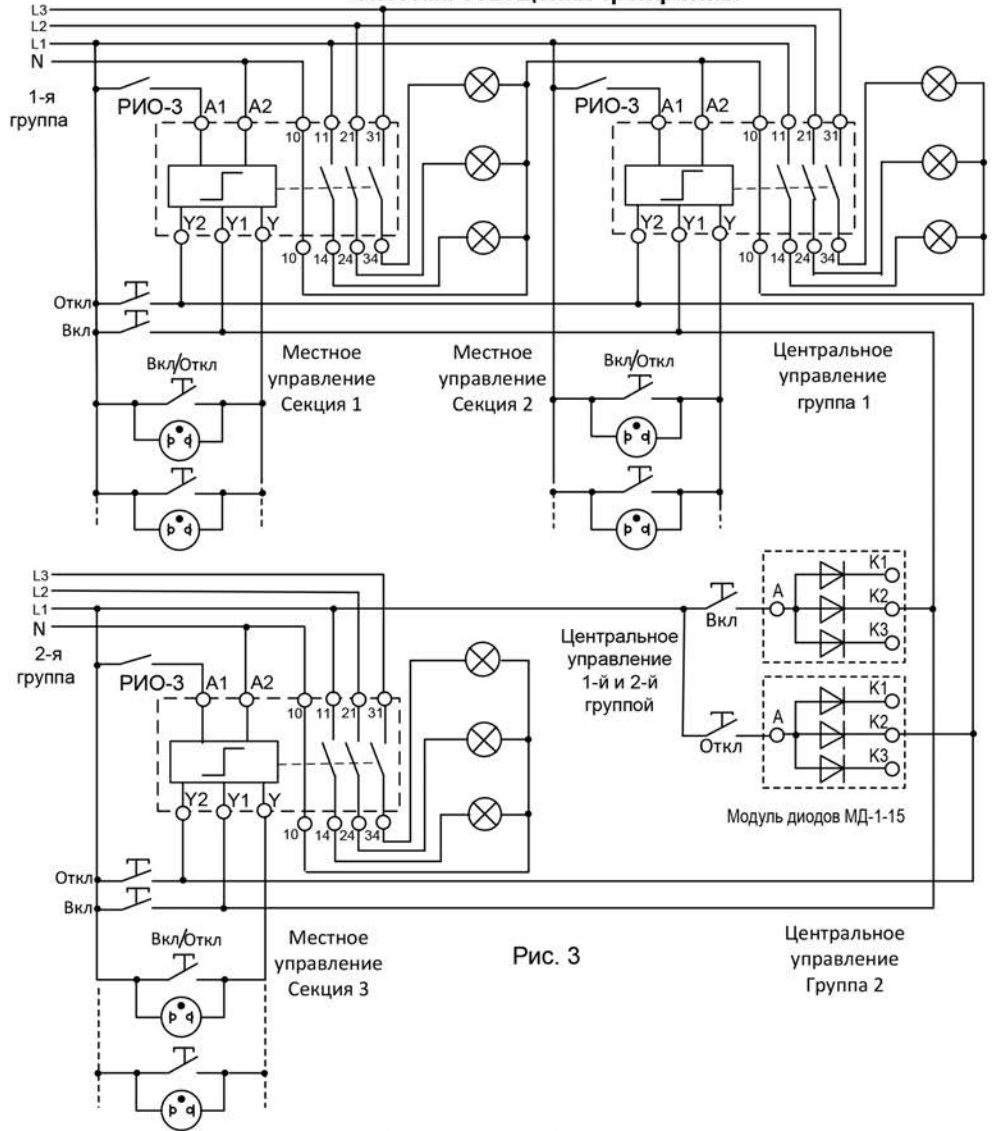 L3
L2
L1
N
1-я
группа
РИО-3 A1 A2
10 11 21 31
Y2 Y1 Y
10 14 24 34
РИО-3 A1 A2
10 11 21 31
Y2 Y1 Y
10 14 24 34
Откл
Вкл
Вкл/Откл
Местное
управление
Секция 1
Местное
управление
Секция 2
Вкл/Откл
Центральное
управление
группа 1
L3
L2
L1
N
2-я
группа
РИО-3 A1 A2
10 11 21 31
Y2 Y1 Y
10 14 24 34
Центральное
управление
1-й и 2-й
группой
Вкл
A
K1
K2
K3
Откл
A
K1
K2
K3
Модуль диодов МД-1-15
Откл
Вкл
Вкл/Откл
Местное
управление
Секция 3
Рис. 3
Центральное
управление
Группа 2